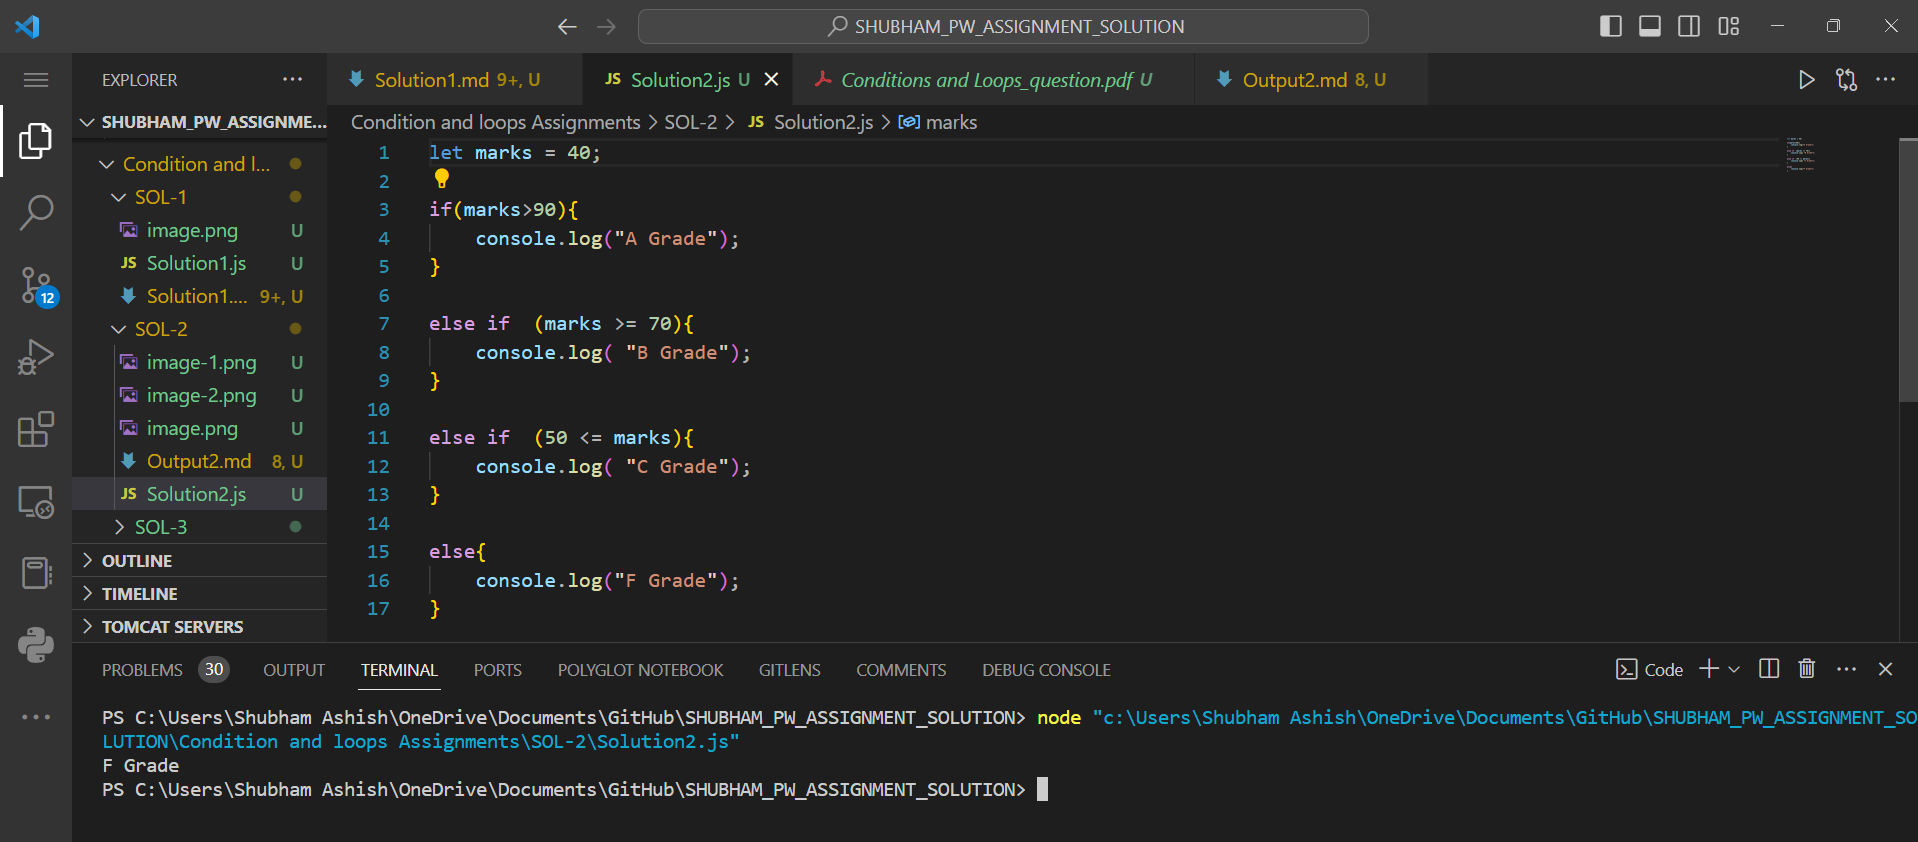 SHUBHAM_PW_ASSIGNMENT_SOLUTION
EXPLORER
Solution1.md 9+, U
JS Solution2.js U
Conditions and Loops_question.pdf U
Output2.md 8, U
SHUBHAM_PW_ASSIGNME...
Condition and l...
SOL-1
image.png U
JS Solution1.js U
Solution1.... 9+, U
SOL-2
image-1.png U
image-2.png U
image.png U
Output2.md 8, U
JS Solution2.js U
SOL-3
OUTLINE
TIMELINE
TOMCAT SERVERS
12
Condition and loops Assignments > SOL-2 > JS Solution2.js > marks
1 let marks = 40;
2
3 if(marks>90){
4 console.log("A Grade");
5 }
6
7 else if  (marks >= 70){
8 console.log( "B Grade");
9 }
10
11 else if  (50 <= marks){
12 console.log( "C Grade");
13 }
14
15 else{
16 console.log("F Grade");
17 }
PROBLEMS 30 OUTPUT TERMINAL PORTS POLYGLOT NOTEBOOK GITLENS COMMENTS DEBUG CONSOLE Code
PS C:\Users\Shubham Ashish\OneDrive\Documents\GitHub\SHUBHAM_PW_ASSIGNMENT_SOLUTION> node "c:\Users\Shubham Ashish\OneDrive\Documents\GitHub\SHUBHAM_PW_ASSIGNMENT_SO
LUTION\Condition and loops Assignments\SOL-2\Solution2.js"
F Grade
PS C:\Users\Shubham Ashish\OneDrive\Documents\GitHub\SHUBHAM_PW_ASSIGNMENT_SOLUTION>